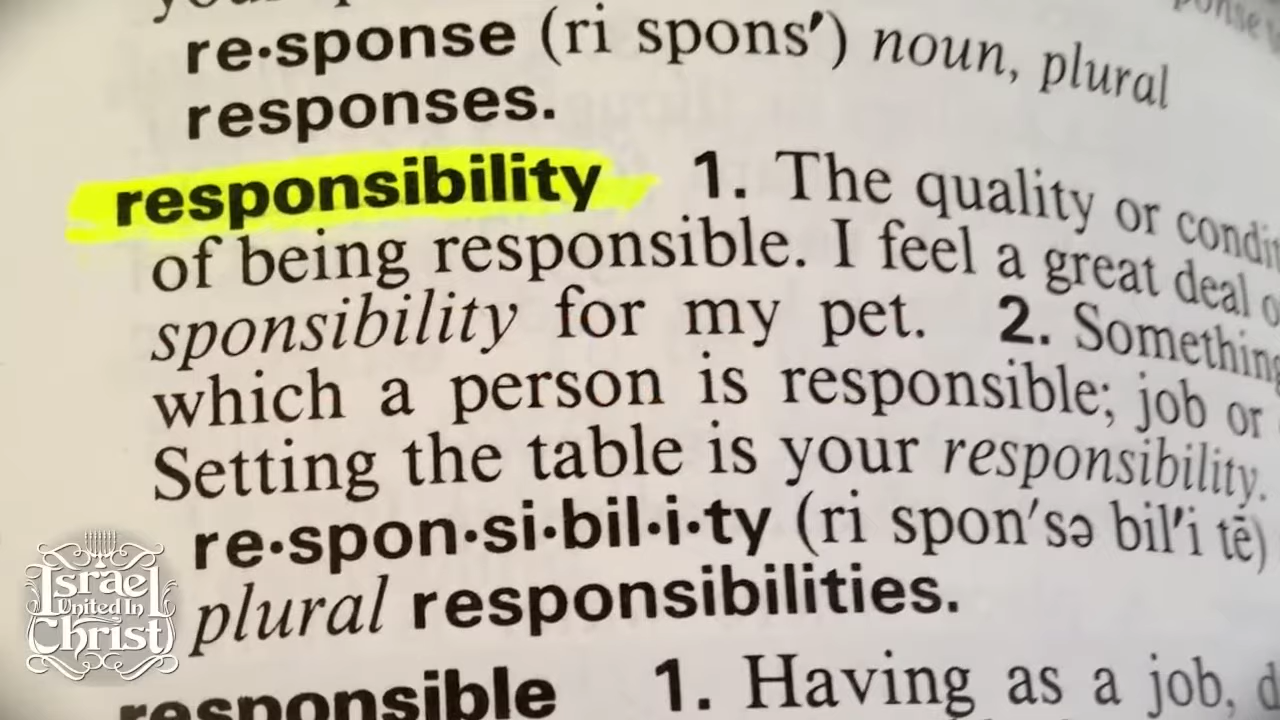 re•sponse (ri spons′) noun, plural
responses.
responsibility 1. The quality or
of being responsible. I feel a great deal
sponsibility for my pet. 2. Something
which a person is responsible; job or
Setting the table is your responsibility.
re•spon•si•bil•i•ty (ri spon′sə bil′i tē)
plural responsibilities.
responsible 1. Having as a job,
Israel
United In
Christ